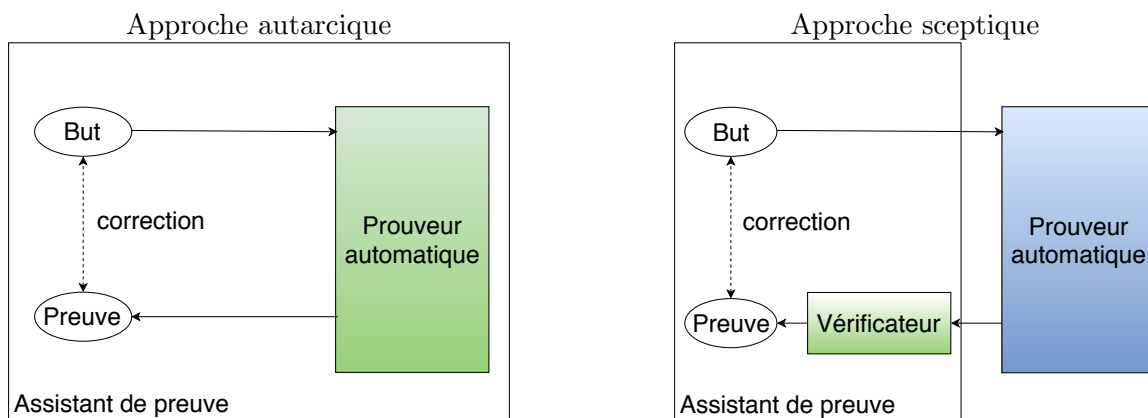 Approche autarcique
But
correction
Prouveur
automatique
Preuve
Assistant de preuve
Approche sceptique
But
correction
Prouveur
automatique
Preuve
Vérificateur
Assistant de preuve